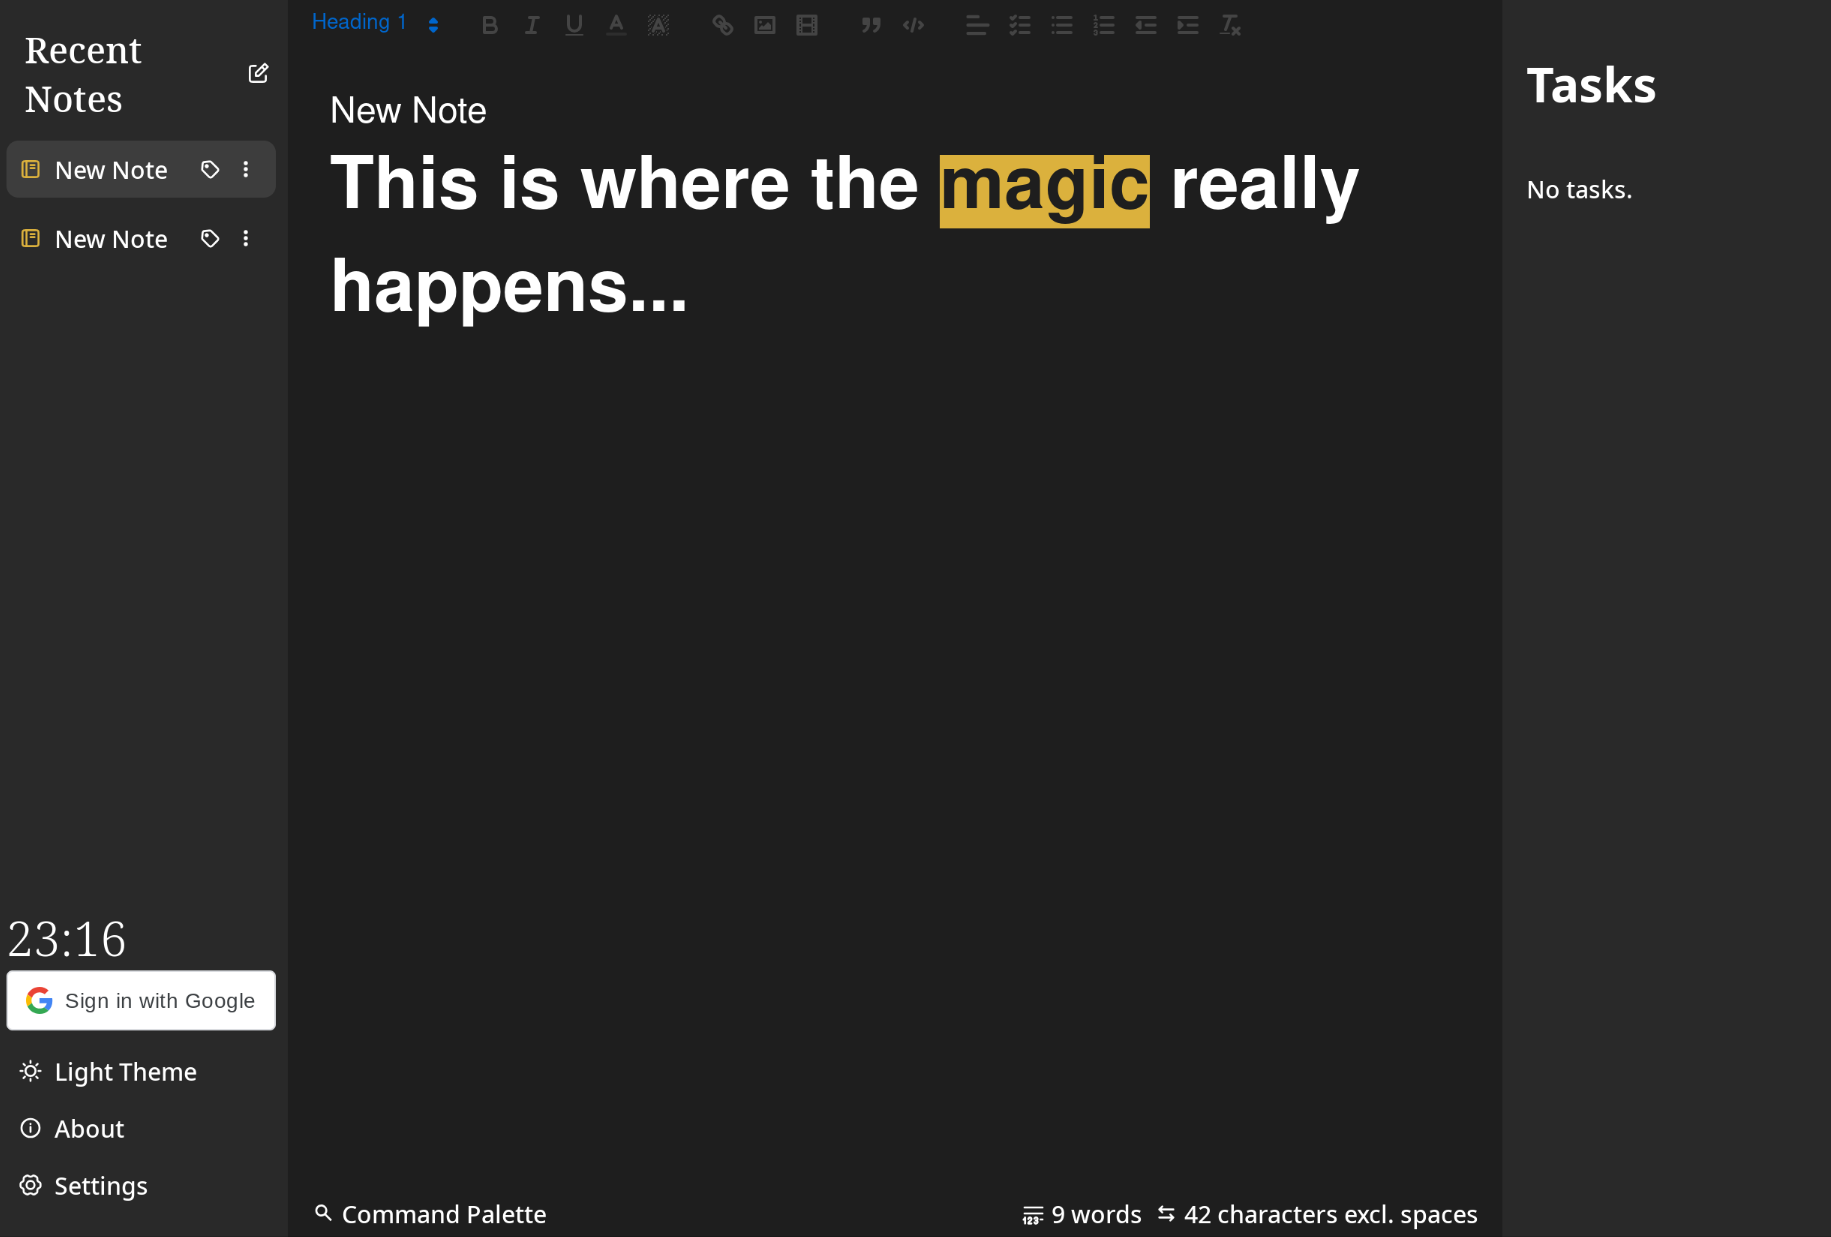 Recent
Notes
New Note
New Note
23:16
Sign in with Google
Light Theme
About
Settings
Heading 1
New Note
This is where the magic really
happens...
Command Palette
9 words
42 characters excl. spaces
Tasks
No tasks.